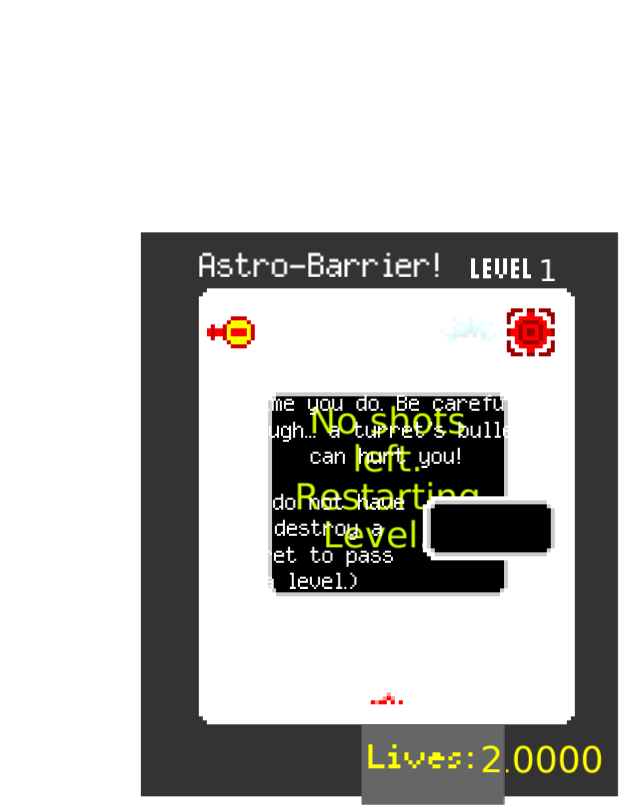 Astro-Barrier! LEVEL 1
me you do. Be carefu
No shots
ugh... a turret's bulle
left.
can hurt you!
Restarting
do not have
destroy a
Level
et to pass
level.)
Lives: 2.0000